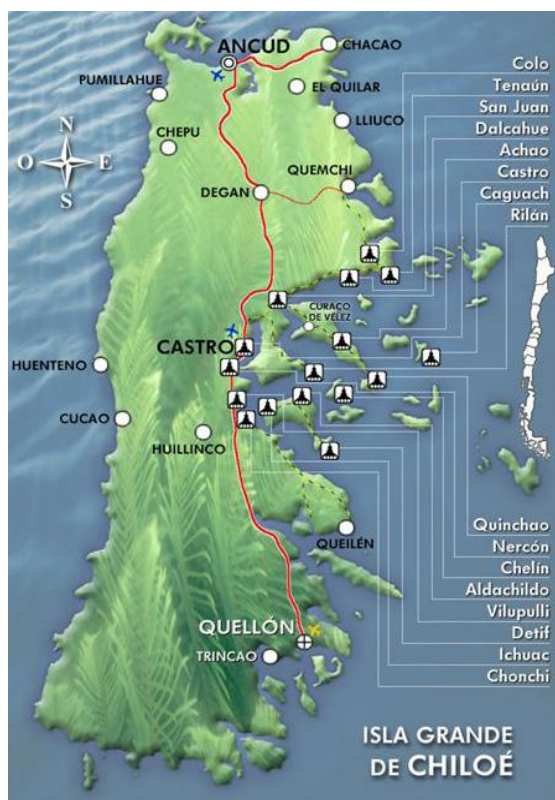 ANCUD
CHACAO
PUMILLAHUE
EL QUILAR
LLIUCO
CHEPU
N
O E
S
QUEMCHI
DEGAN
Colo
Tenaún
San Juan
Dalcahue
Achao
Castro
Caguach
Rilán
CURACO
DE VÉLEZ
CASTRO
HUENTENO
CUCAO
HUILLINCO
QUEILÉN
Quinchao
Nercón
Chelín
Aldachildo
Vilupulli
Detif
Ichuac
Chonchi
QUELLÓN
TRINCAO
ISLA GRANDE
DE CHILOÉ